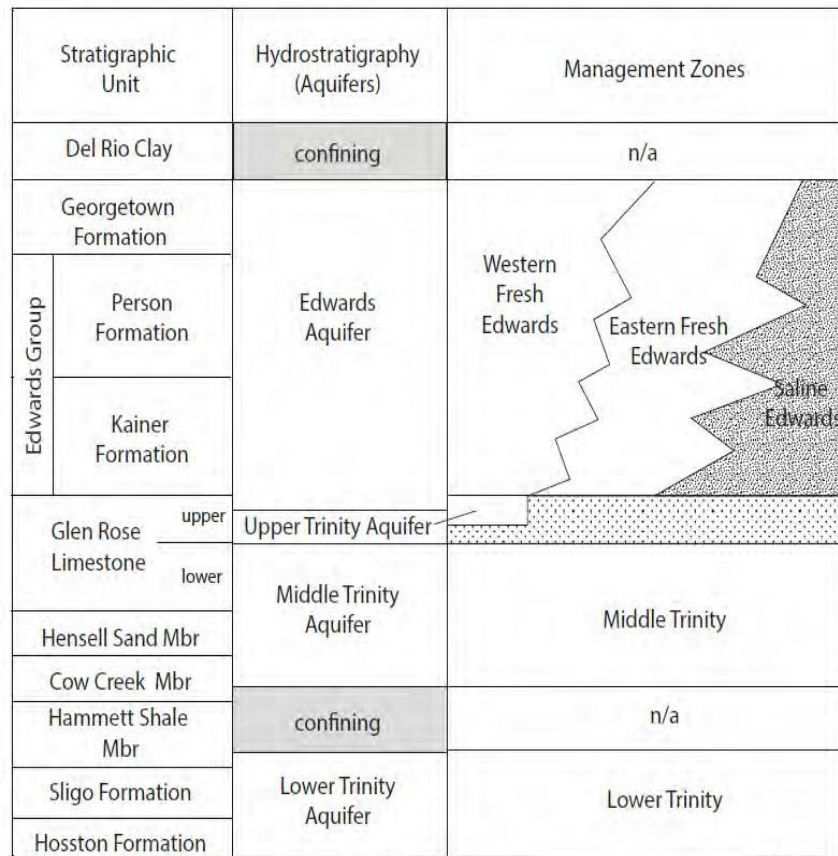 Stratigraphic
Unit
Hydrostratigraphy
(Aquifers)
Management Zones
Del Rio Clay
confining
n/a
Georgetown
Formation
Edwards Group
Person
Formation
Kainer
Formation
Edwards
Aquifer
Western
Fresh
Edwards
Eastern Fresh
Edwards
Saline
Edwards
Glen Rose
Limestone
upper
lower
Upper Trinity Aquifer
Middle Trinity
Aquifer
Middle Trinity
Hensell Sand Mbr
Cow Creek Mbr
Hammett Shale
Mbr
confining
n/a
Sligo Formation
Hosston Formation
Lower Trinity
Aquifer
Lower Trinity